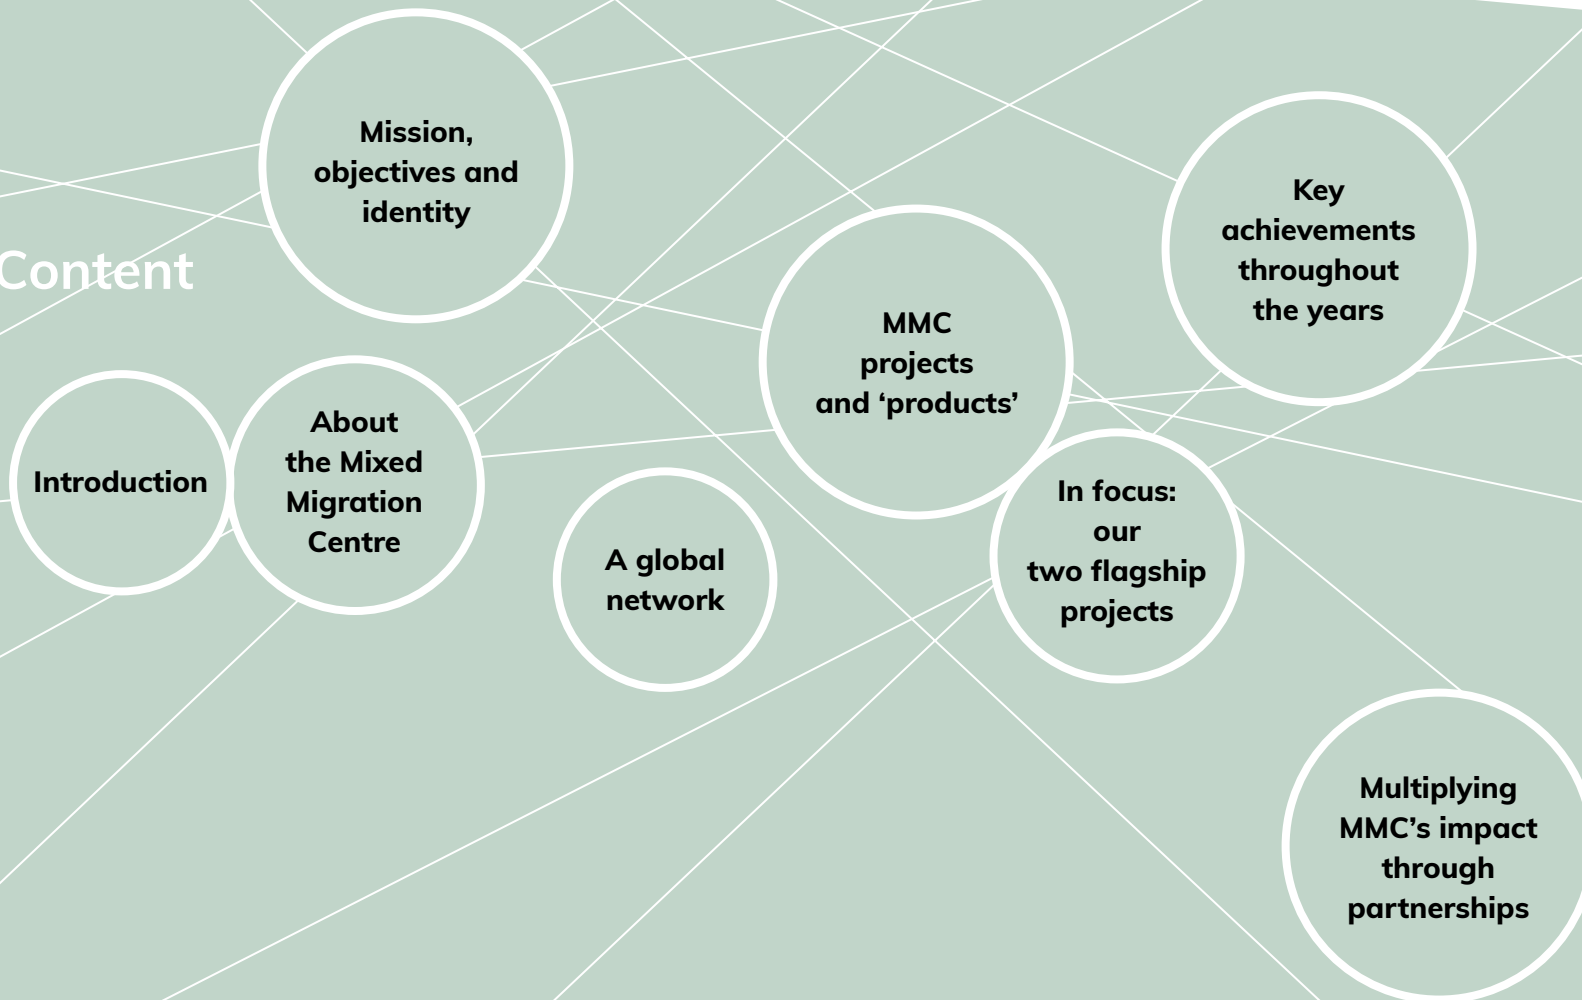 Content
Introduction
About
the Mixed
Migration
Centre
Mission,
objectives and
identity
A global
network
MMC
projects
and ‘products’
In focus:
our
two flagship
projects
Key
achievements
throughout
the years
Multiplying
MMC’s impact
through
partnerships